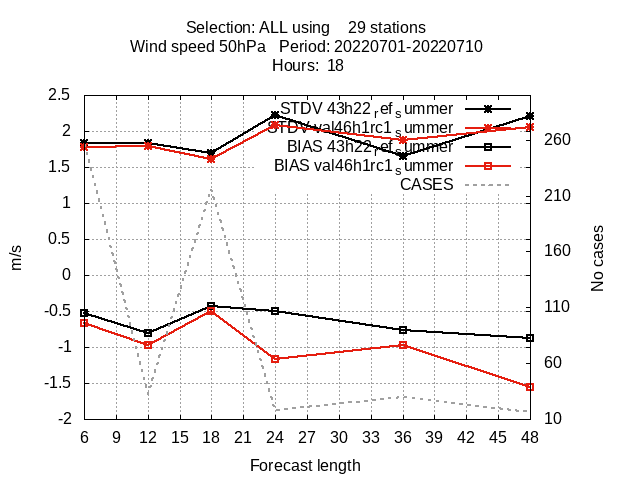 Selection: ALL using 29 stations
Wind speed 50hPa Period: 20220701-20220710
Hours: 18
STDV 43h22_ref_summer
STDV val46h1rc1_summer
BIAS 43h22_ref_summer
BIAS val46h1rc1_summer
CASES
2.5
2
1.5
1
0.5
0
-0.5
-1
-1.5
-2
m/s
260
210
160
110
60
10
No cases
6 9 12 15 18 21 24 27 30 33 36 39 42 45 48
Forecast length